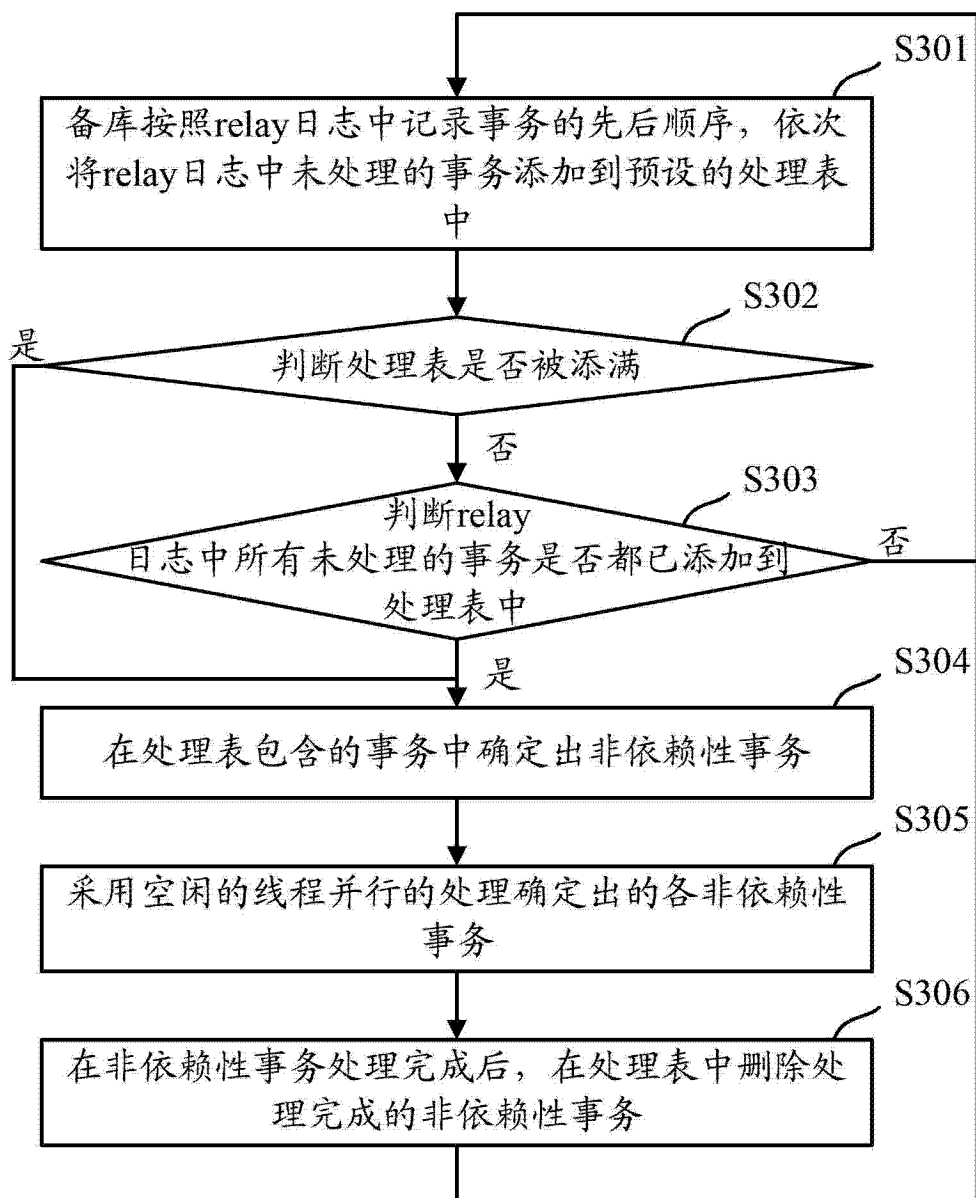 S301
备库按照relay日志中记录事务的先后顺序，依次
将relay日志中未处理的事务添加到预设的处理表
中
S302
是
判断处理表是否被添满
否
S303
判断relay
日志中所有未处理的事务是否都已添加到
处理表中
否
是
S304
在处理表包含的事务中确定出非依赖性事务
S305
采用空闲的线程并行的处理确定出的各非依赖性
事务
S306
在非依赖性事务处理完成后，在处理表中删除处
理完成的非依赖性事务